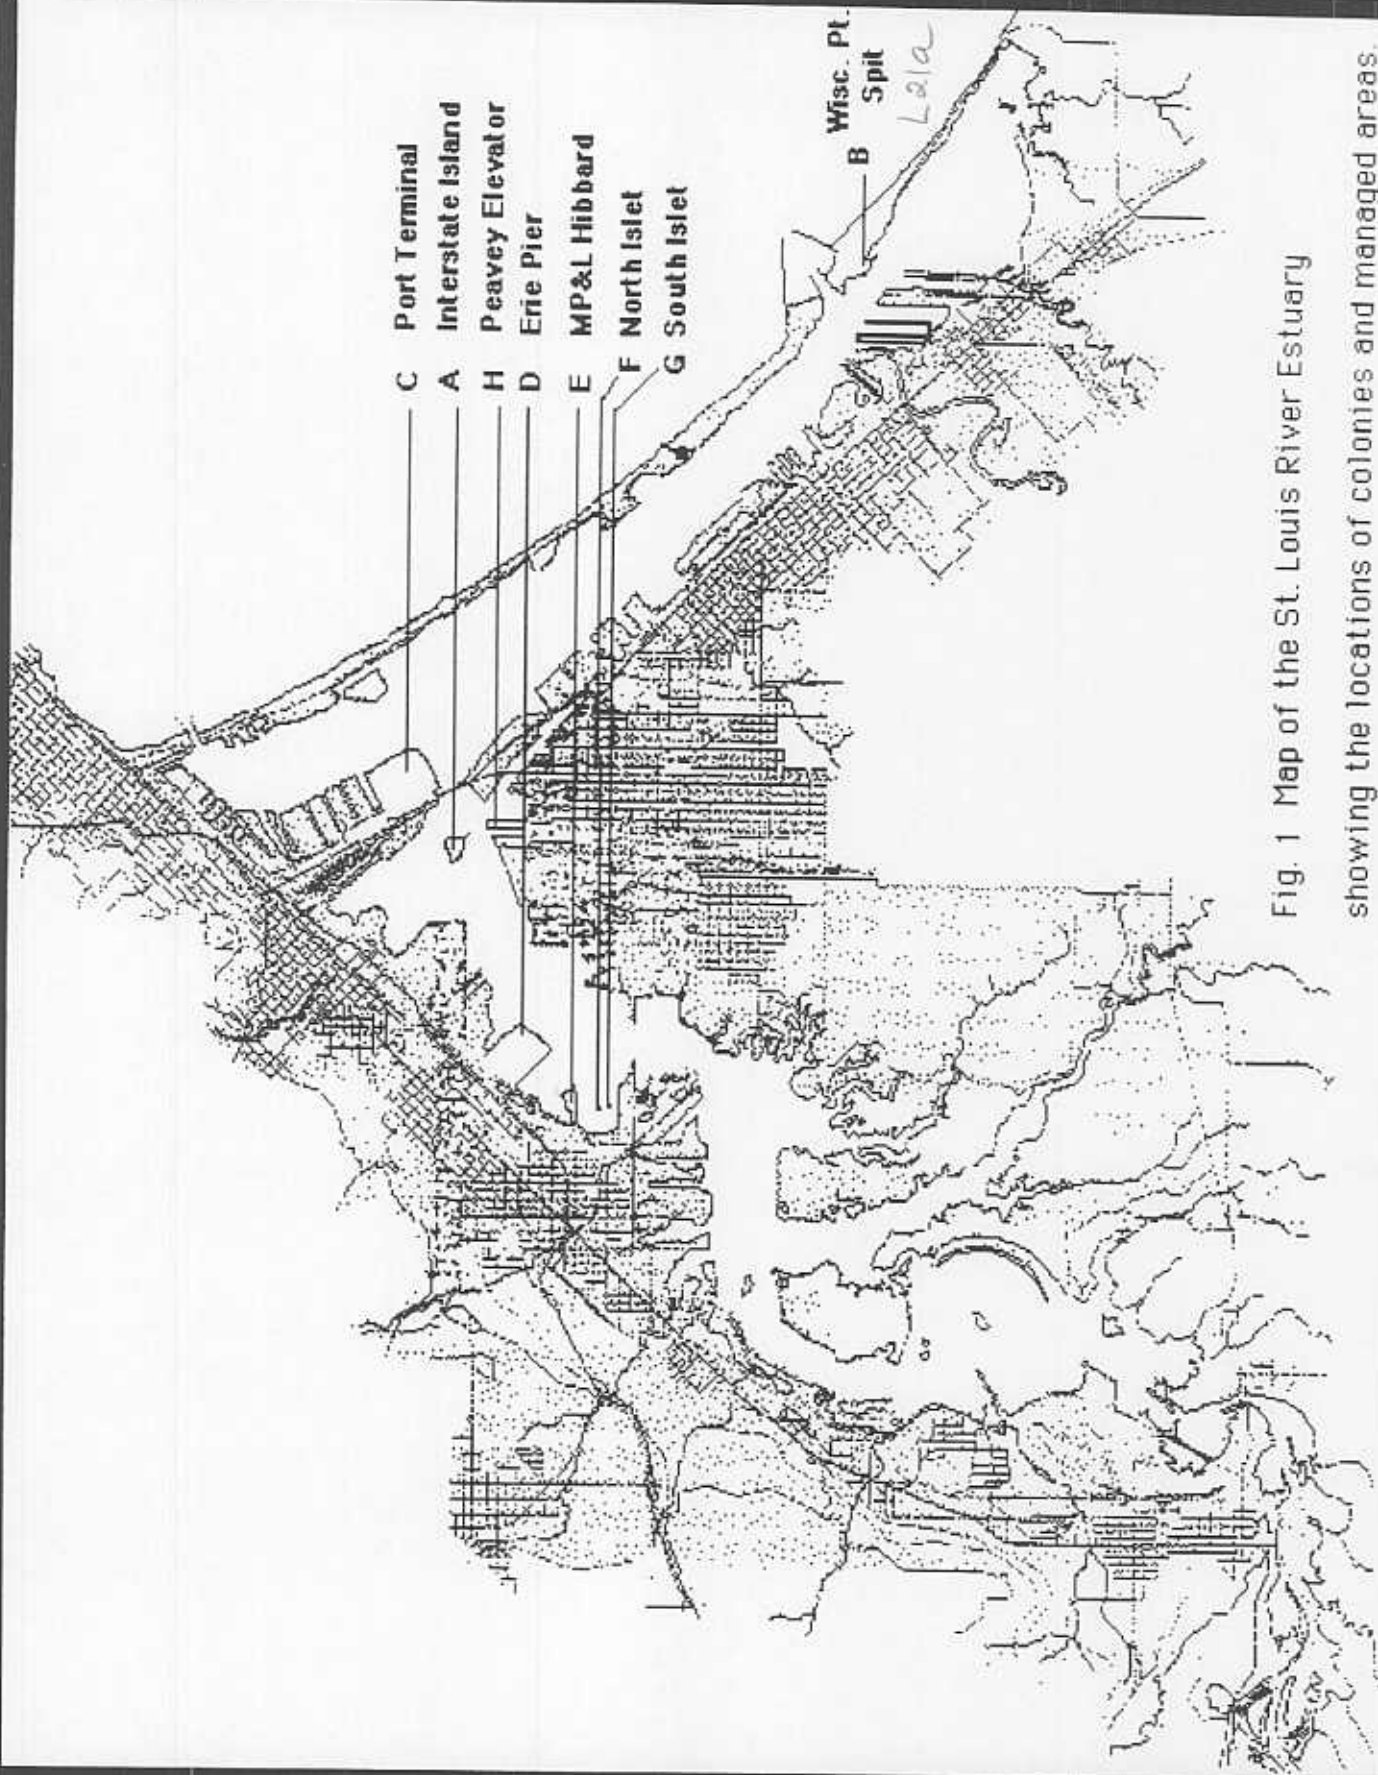 C Port Terminal
A Interstate Island
H Peavey Elevator
D Erie Pier
E MP&L Hibbard
F North Islet
G South Islet
B Wisc. Pt.
Spit
Fig. 1 Map of the St. Louis River Estuary
showing the locations of colonies and managed areas.